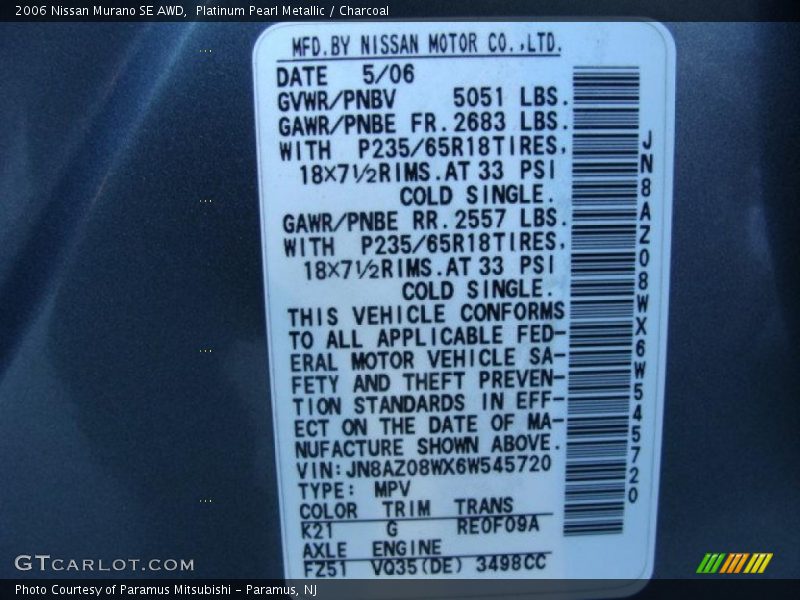 2006 Nissan Murano SE AWD,  Platinum Pearl Metallic / Charcoal
MFD.BY NISSAN MOTOR CO.,LTD.
DATE 5/06
GVWR/PNBV 5051 LBS.
GAWR/PNBE FR.2683 LBS.
WITH P235/65R18TIRES,
18×7½RIMS.AT 33 PSI
COLD SINGLE.
GAWR/PNBE RR.2557 LBS.
WITH P235/65R18TIRES,
18×7½RIMS.AT 33 PSI
COLD SINGLE.
THIS VEHICLE CONFORMS
TO ALL APPLICABLE FED-
ERAL MOTOR VEHICLE SA-
FETY AND THEFT PREVEN-
TION STANDARDS IN EFF-
ECT ON THE DATE OF MA-
NUFACTURE SHOWN ABOVE.
VIN:JN8AZ08WX6W545720
TYPE: MPV
COLOR TRIM TRANS
K21 G RE0F09A
AXLE ENGINE
FZ51 VQ35(DE) 3498CC
JN8AZ08WX6W545720
GTCARLOT.COM
Photo Courtesy of Paramus Mitsubishi - Paramus, NJ